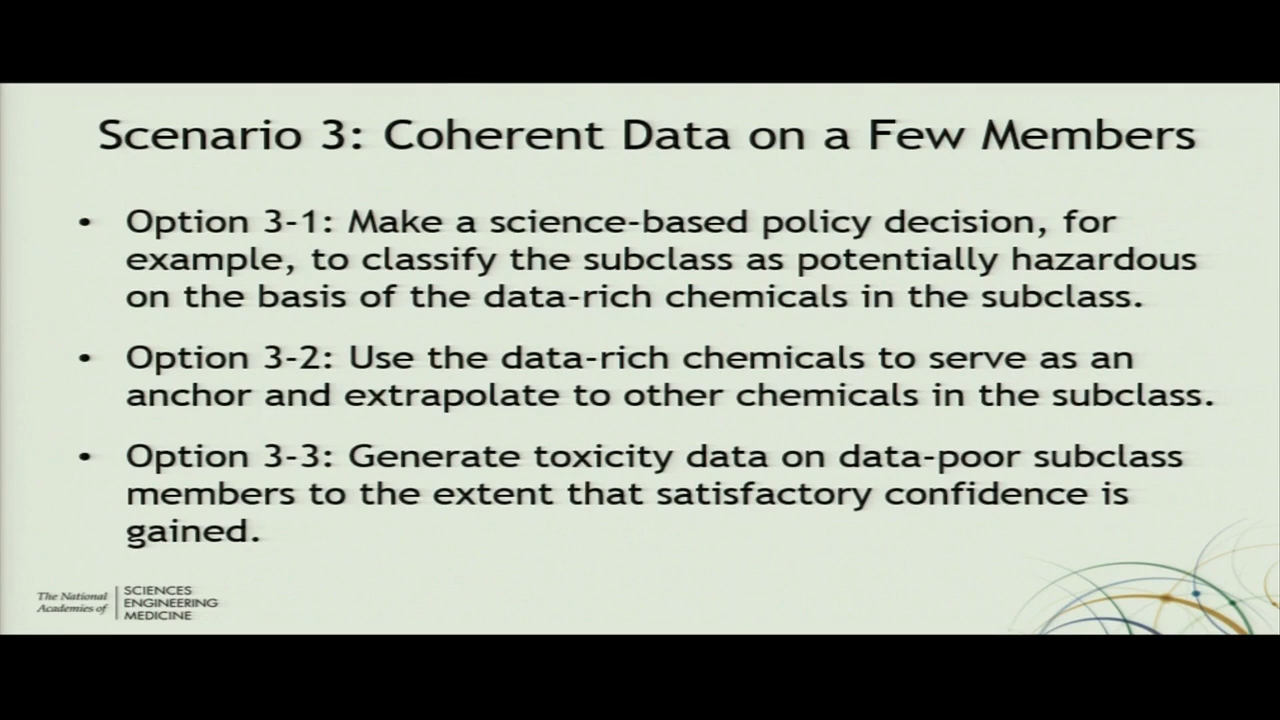 Scenario 3: Coherent Data on a Few Members
• Option 3-1: Make a science-based policy decision, for
example, to classify the subclass as potentially hazardous
on the basis of the data-rich chemicals in the subclass.
• Option 3-2: Use the data-rich chemicals to serve as an
anchor and extrapolate to other chemicals in the subclass.
• Option 3-3: Generate toxicity data on data-poor subclass
members to the extent that satisfactory confidence is
gained.
The National
Academies of
SCIENCES
ENGINEERING
MEDICINE